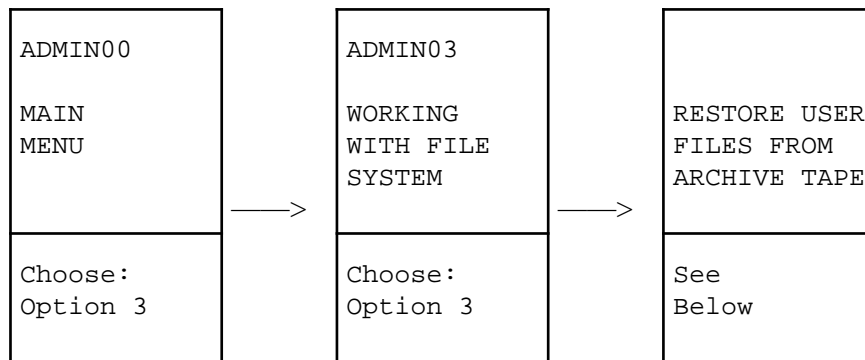 ADMIN00
MAIN
MENU
Choose:
Option 3
ADMIN03
WORKING
WITH FILE
SYSTEM
Choose:
Option 3
RESTORE USER
FILES FROM
ARCHIVE TAPE
See
Below